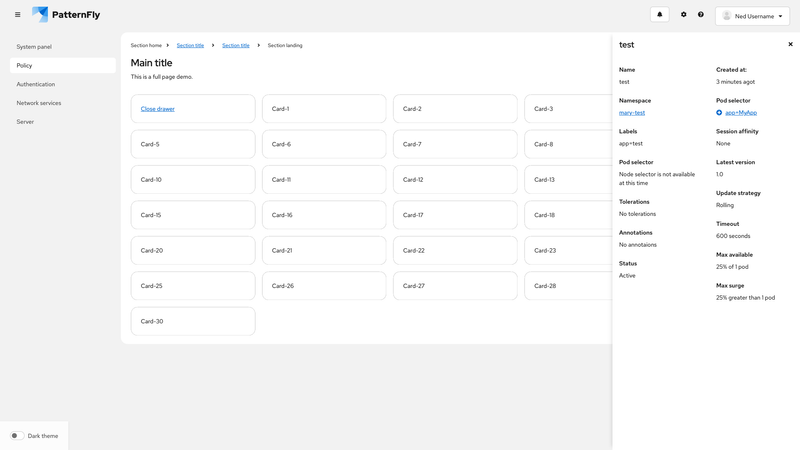 PatternFly
Ned Username
System panel
Policy
Authentication
Network services
Server
Section home
Section title
Section title
Section landing
Main title
This is a full page demo.
Close drawer
Card-1
Card-2
Card-3
Card-5
Card-6
Card-7
Card-8
Card-10
Card-11
Card-12
Card-13
Card-15
Card-16
Card-17
Card-18
Card-20
Card-21
Card-22
Card-23
Card-25
Card-26
Card-27
Card-28
Card-30
test
Name
test
Namespace
mary-test
Labels
app=test
Pod selector
Node selector is not available
at this time
Tolerations
No tolerations
Annotations
No annotaions
Status
Active
Created at:
3 minutes agot
Pod selector
app=MyApp
Session affinity
None
Latest version
1.0
Update strategy
Rolling
Timeout
600 seconds
Max available
25% of 1 pod
Max surge
25% greater than 1 pod
Dark theme